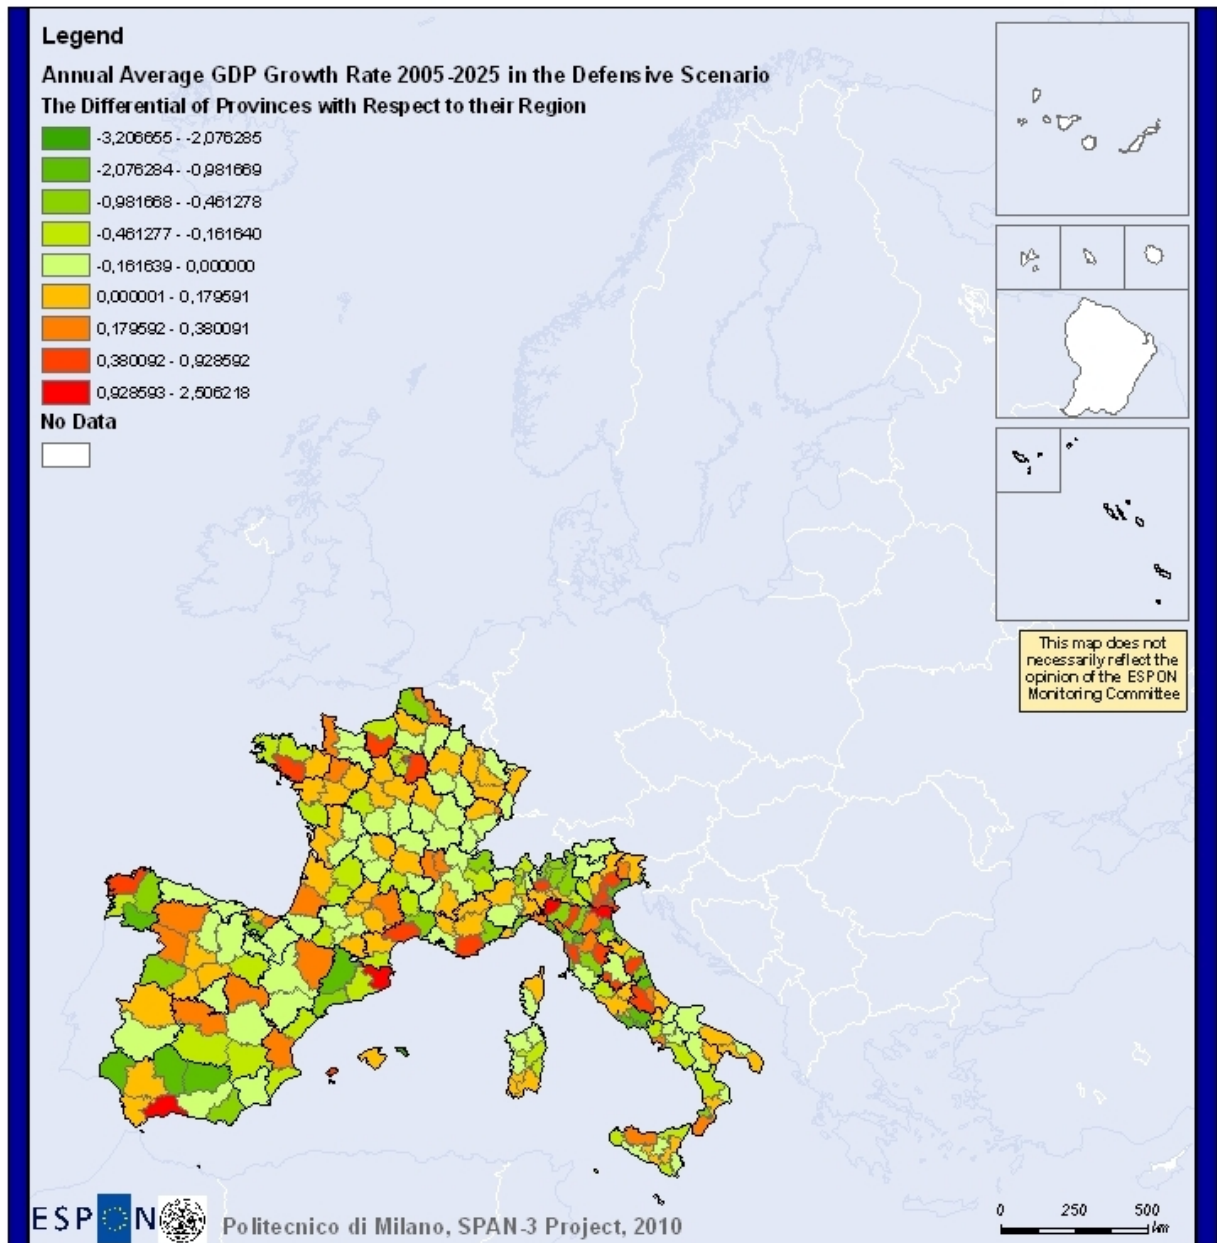 Legend
Annual Average GDP Growth Rate 2005-2025 in the Defensive Scenario
The Differential of Provinces with Respect to their Region
-3,206655 - -2,076285
-2,076284 - -0,981669
-0,981668 - -0,461278
-0,461277 - -0,161640
-0,161639 - 0,000000
0,000001 - 0,179591
0,179592 - 0,380091
0,380092 - 0,928592
0,928593 - 2,506218
No Data
This map does not
necessarily reflect the
opinion of the ESPON
Monitoring Committee
ESPON
Politecnico di Milano, SPAN-3 Project, 2010
0 250 500
km